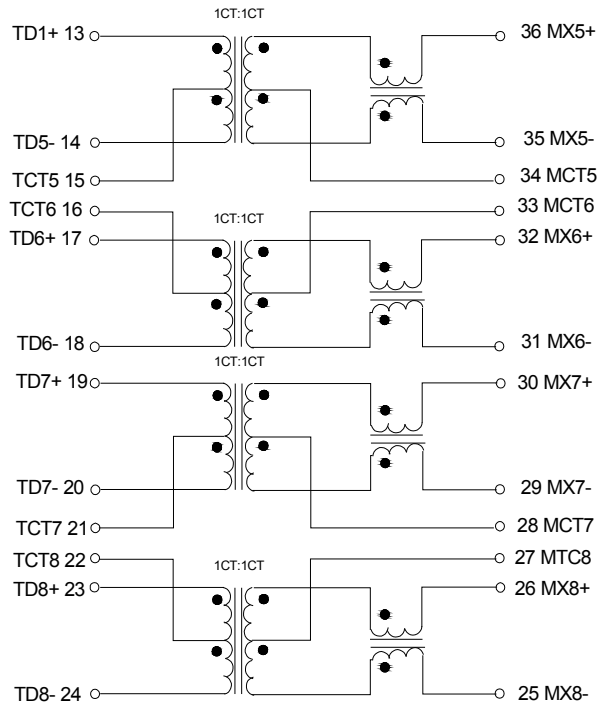 1CT:1CT
TD1+ 13
36 MX5+
TD5- 14
35 MX5-
TCT5 15
34 MCT5
TCT6 16
33 MCT6
1CT:1CT
TD6+ 17
32 MX6+
TD6- 18
31 MX6-
1CT:1CT
TD7+ 19
30 MX7+
TD7- 20
29 MX7-
TCT7 21
28 MCT7
TCT8 22
27 MTC8
1CT:1CT
TD8+ 23
26 MX8+
TD8- 24
25 MX8-